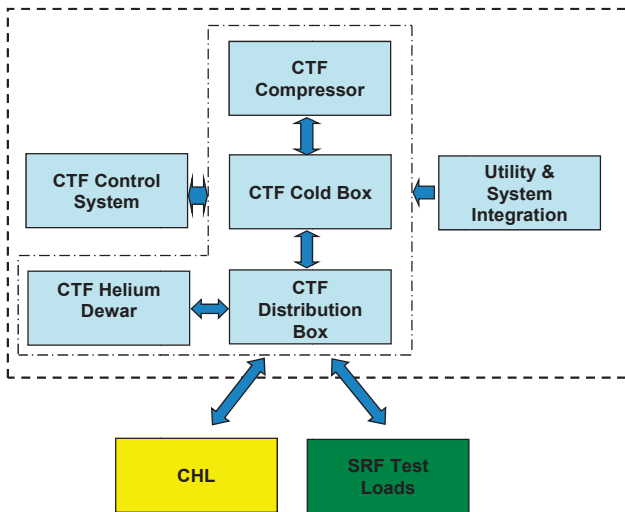 CTF
Compressor
CTF Control
System
CTF Cold Box
Utility &
System
Integration
CTF Helium
Dewar
CTF
Distribution
Box
CHL
SRF Test
Loads